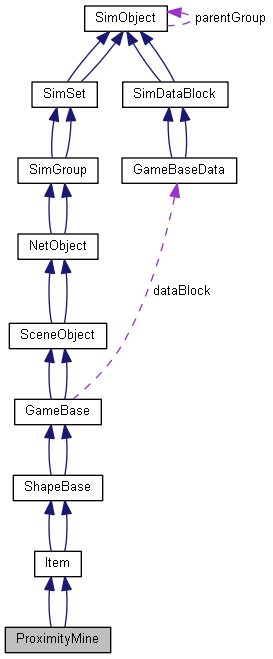 SimObject
parentGroup
SimSet
SimDataBlock
SimGroup
GameBaseData
NetObject
dataBlock
SceneObject
GameBase
ShapeBase
Item
ProximityMine